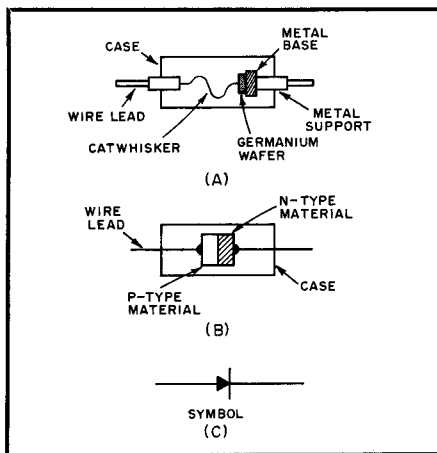 CASE
METAL
BASE
WIRE LEAD
CATWHISKER
GERMANIUM
WAFER
METAL
SUPPORT
(A)
WIRE
LEAD
N-TYPE
MATERIAL
P-TYPE
MATERIAL
CASE
(B)
SYMBOL
(C)